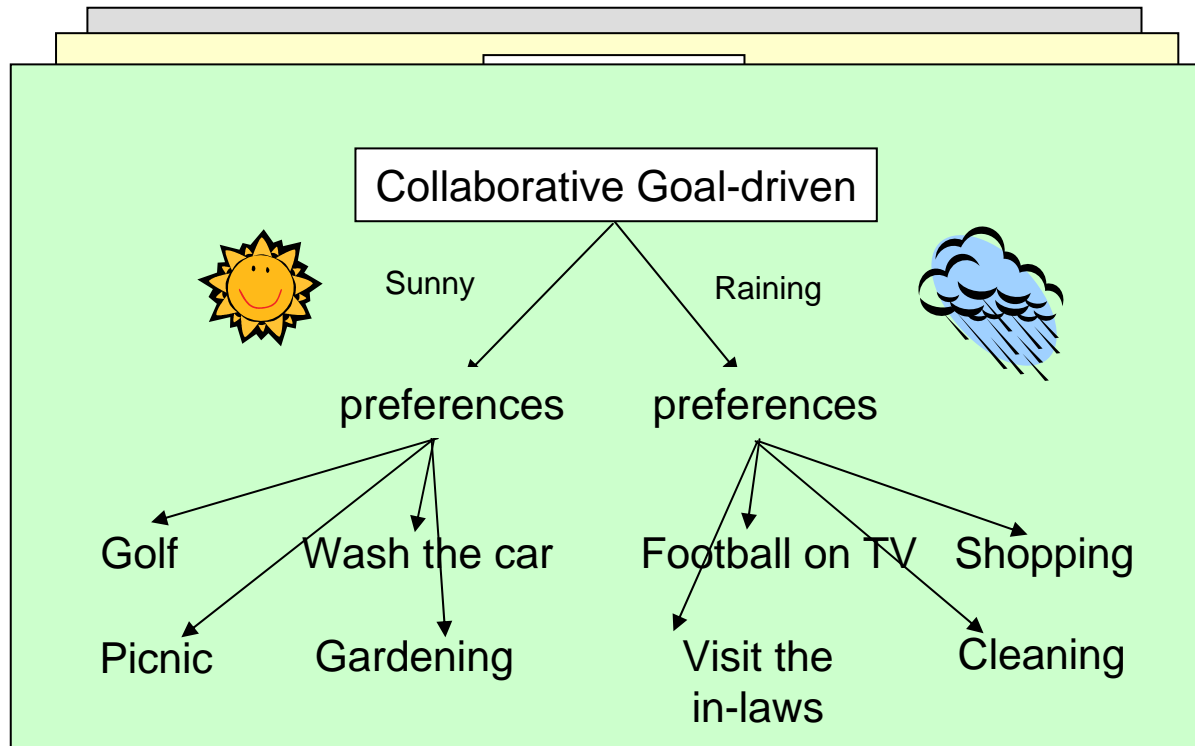 Collaborative Goal-driven
Sunny
Raining
preferences
preferences
Golf
Wash the car
Football on TV
Shopping
Picnic
Gardening
Visit the
in-laws
Cleaning